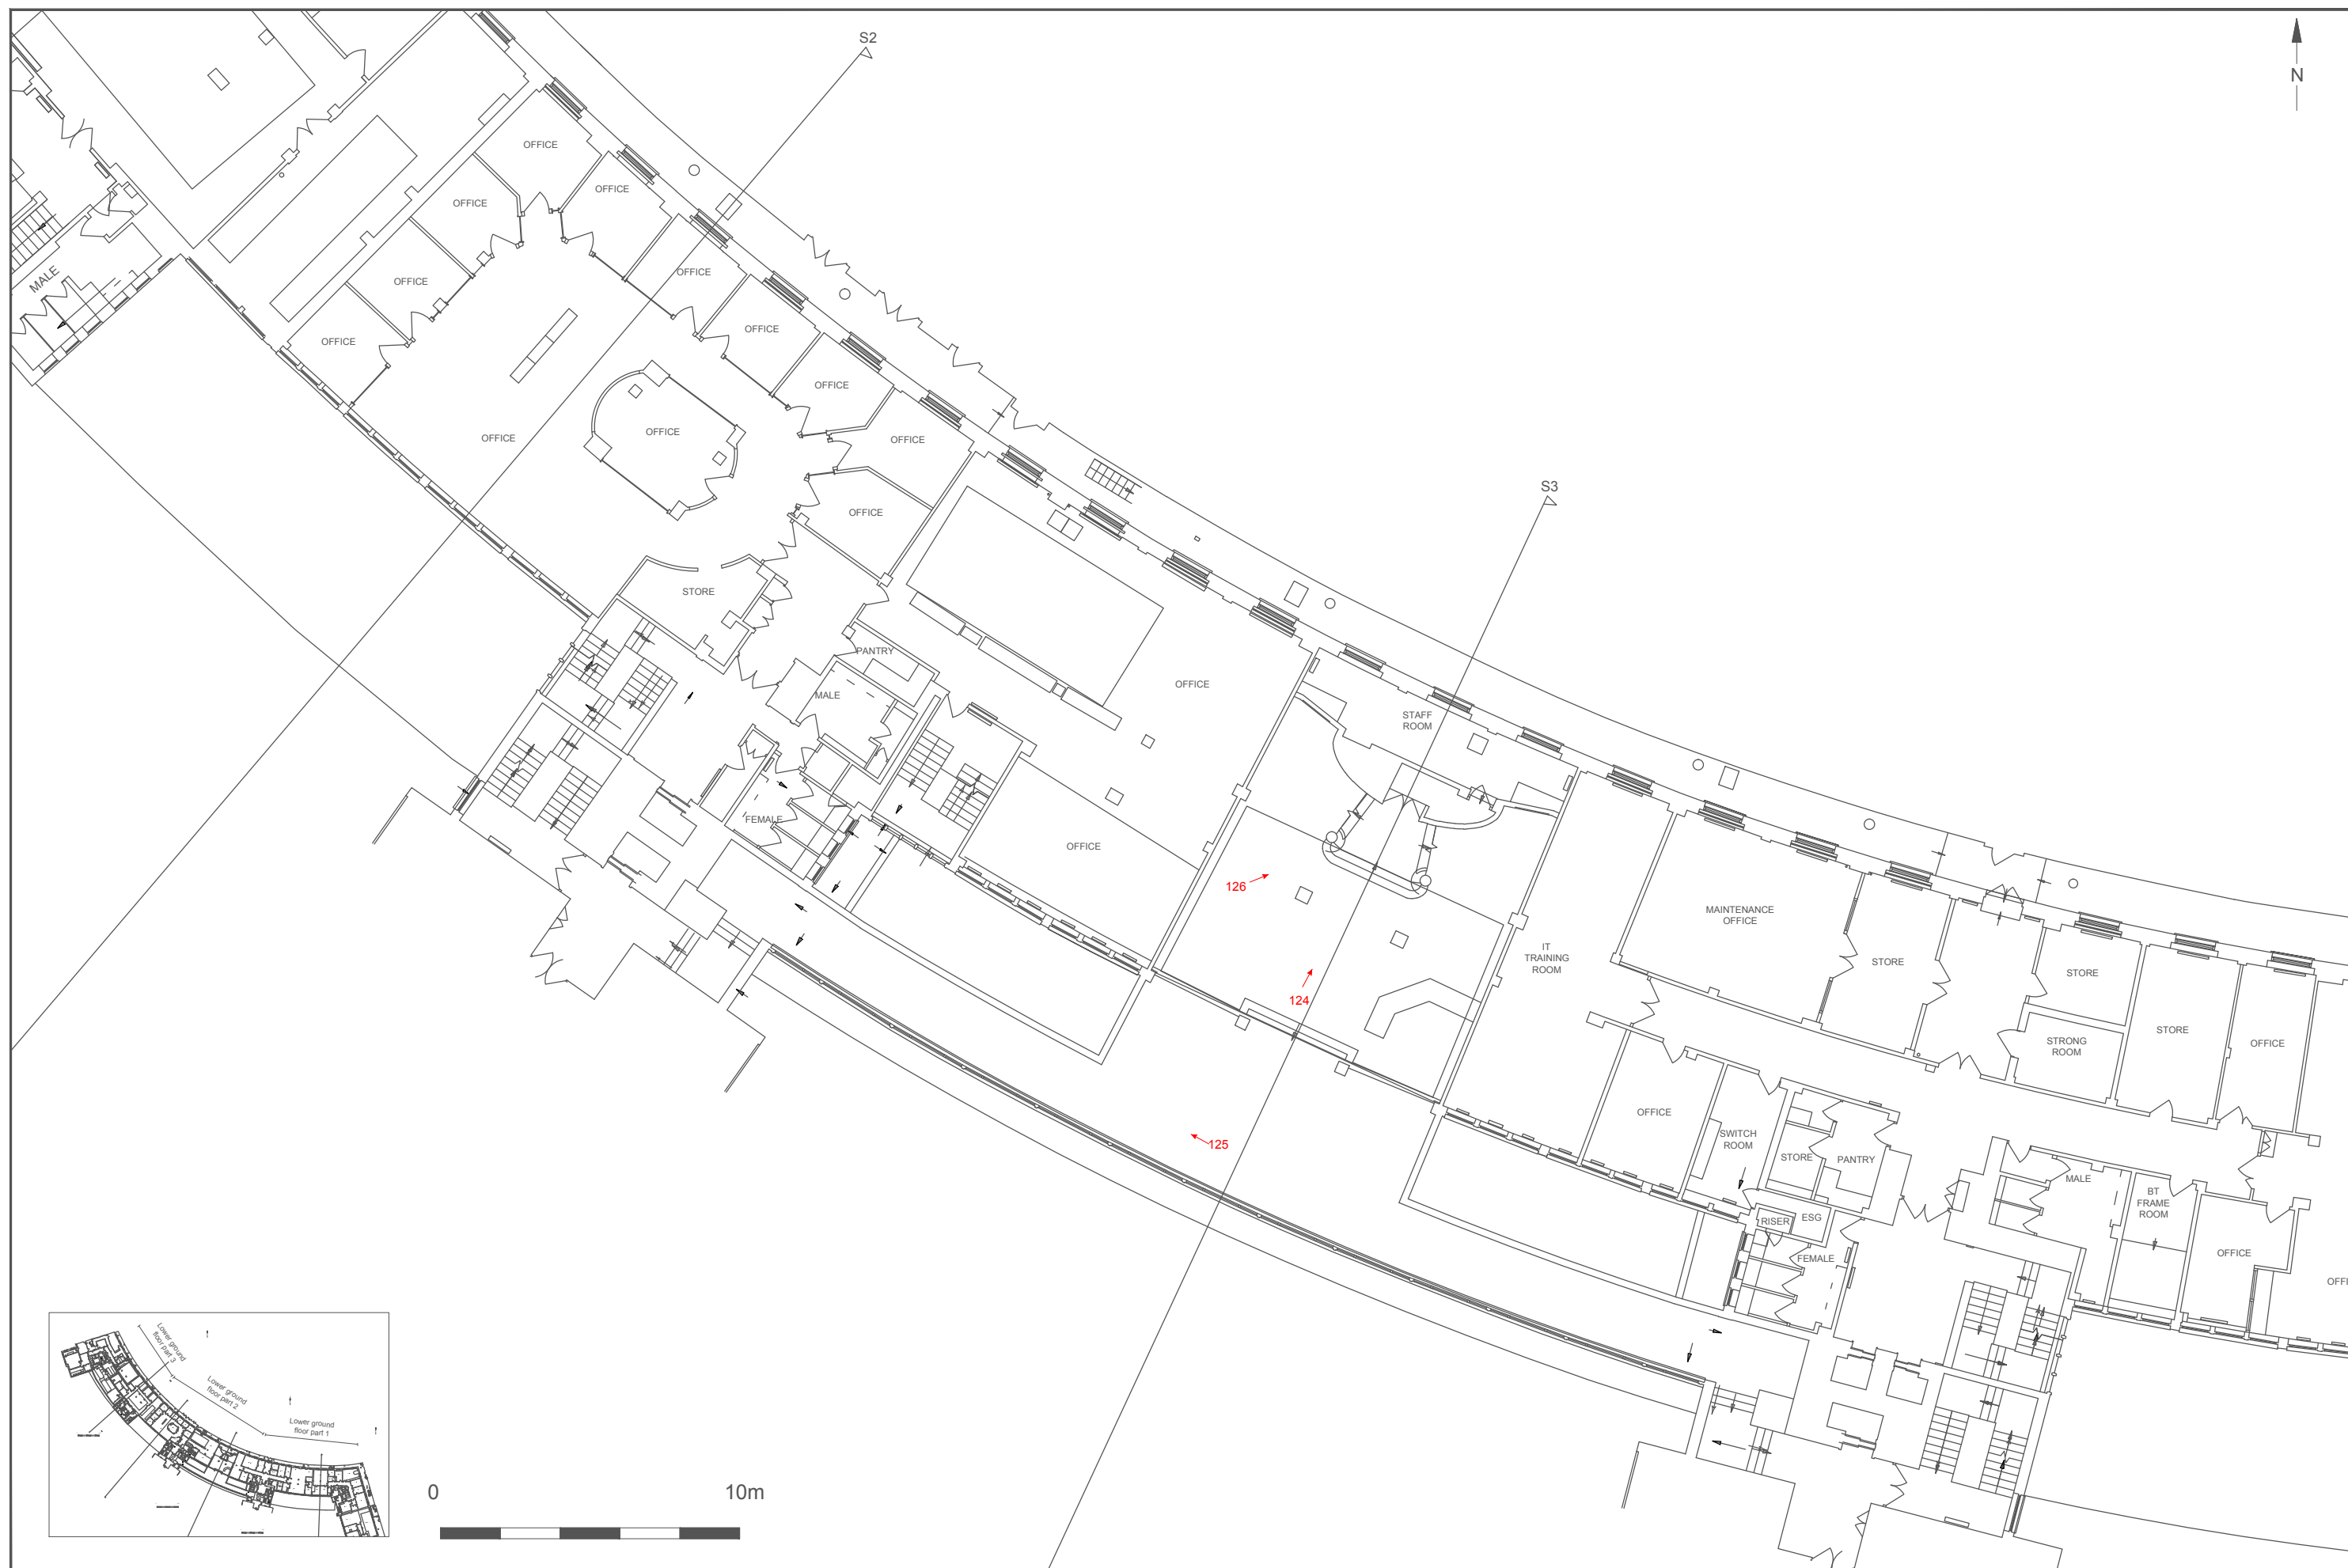 S2
N
OFFICE
OFFICE
OFFICE
MALE
OFFICE
OFFICE
OFFICE
OFFICE
OFFICE
OFFICE
OFFICE
OFFICE
S3
OFFICE
STORE
PANTRY
OFFICE
MALE
STAFF
ROOM
FEMALE
OFFICE
126
MAINTENANCE
OFFICE
IT
TRAINING
ROOM
STORE
STORE
124
STORE
STRONG
ROOM
OFFICE
OFFICE
125
SWITCH
ROOM
STORE
PANTRY
MALE
BT
FRAME
ROOM
RISER
ESG
FEMALE
OFFICE
OFFI
Lower ground
floor part 3
Lower ground
floor part 2
Lower ground
floor part 1
0
10m